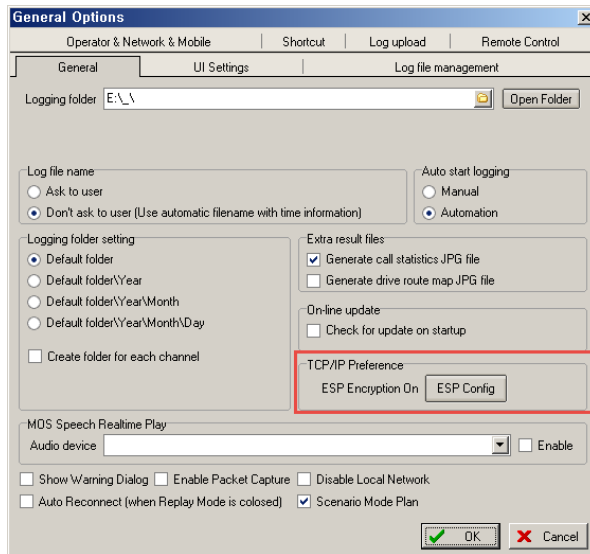 General Options
Operator & Network & Mobile Shortcut Log upload Remote Control
General UI Settings Log file management
Logging folder E:\_\ Open Folder
Log file name
Ask to user
Don't ask to user (Use automatic filename with time information)
Auto start logging
Manual
Automation
Logging folder setting
Default folder
Default folder\Year
Default folder\Year\Month
Default folder\Year\Month\Day
Create folder for each channel
Extra result files
Generate call statistics JPG file
Generate drive route map JPG file
On-line update
Check for update on startup
TCP/IP Preference
ESP Encryption On ESP Config
MOS Speech Realtime Play
Audio device Enable
Show Warning Dialog Enable Packet Capture Disable Local Network
Auto Reconnect (when Replay Mode is colosed) Scenario Mode Plan
OK Cancel